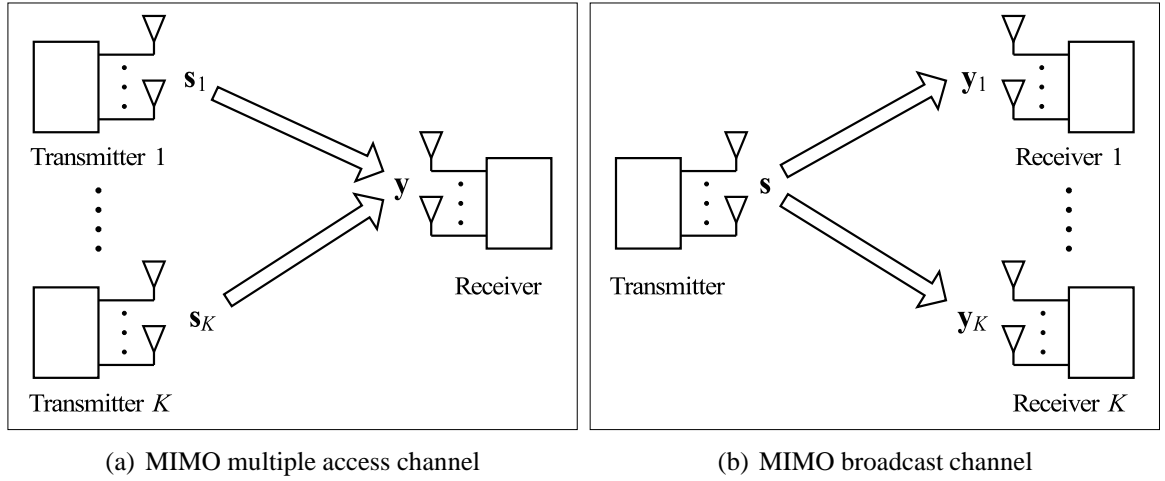 s1
Transmitter 1
y
Receiver
sK
Transmitter K
(a) MIMO multiple access channel
y1
Receiver 1
s
Transmitter
yK
Receiver K
(b) MIMO broadcast channel